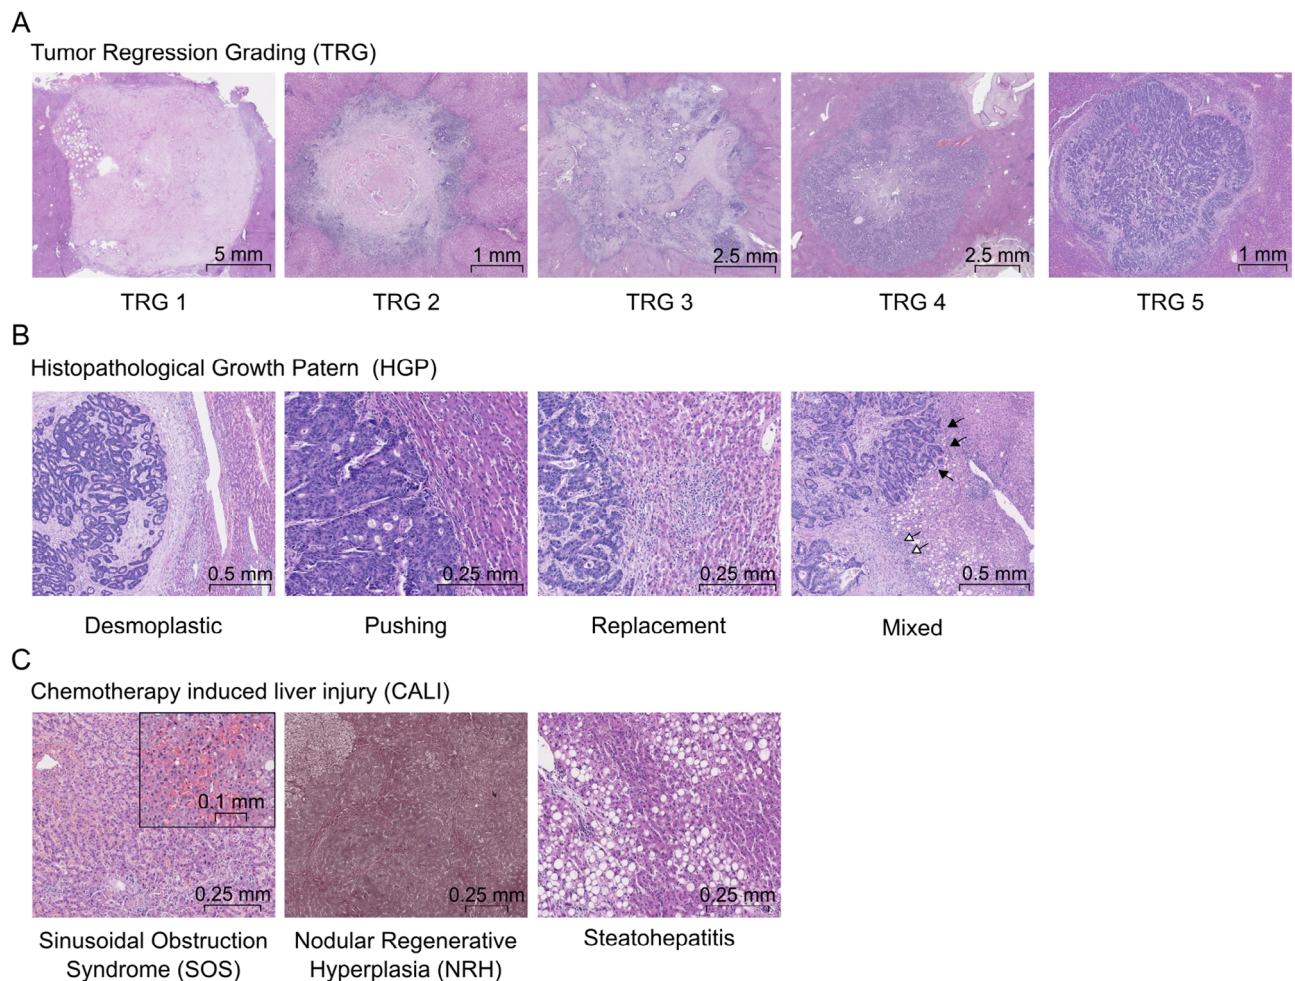 A
Tumor Regression Grading (TRG)
5 mm
1 mm
2.5 mm
2.5 mm
1 mm
TRG 1
TRG 2
TRG 3
TRG 4
TRG 5
B
Histopathological Growth Patern (HGP)
0.5 mm
0.25 mm
0.25 mm
0.5 mm
Desmoplastic
Pushing
Replacement
Mixed
C
Chemotherapy induced liver injury (CALI)
0.1 mm
0.25 mm
0.25 mm
0.25 mm
Sinusoidal Obstruction
Syndrome (SOS)
Nodular Regenerative
Hyperplasia (NRH)
Steatohepatitis